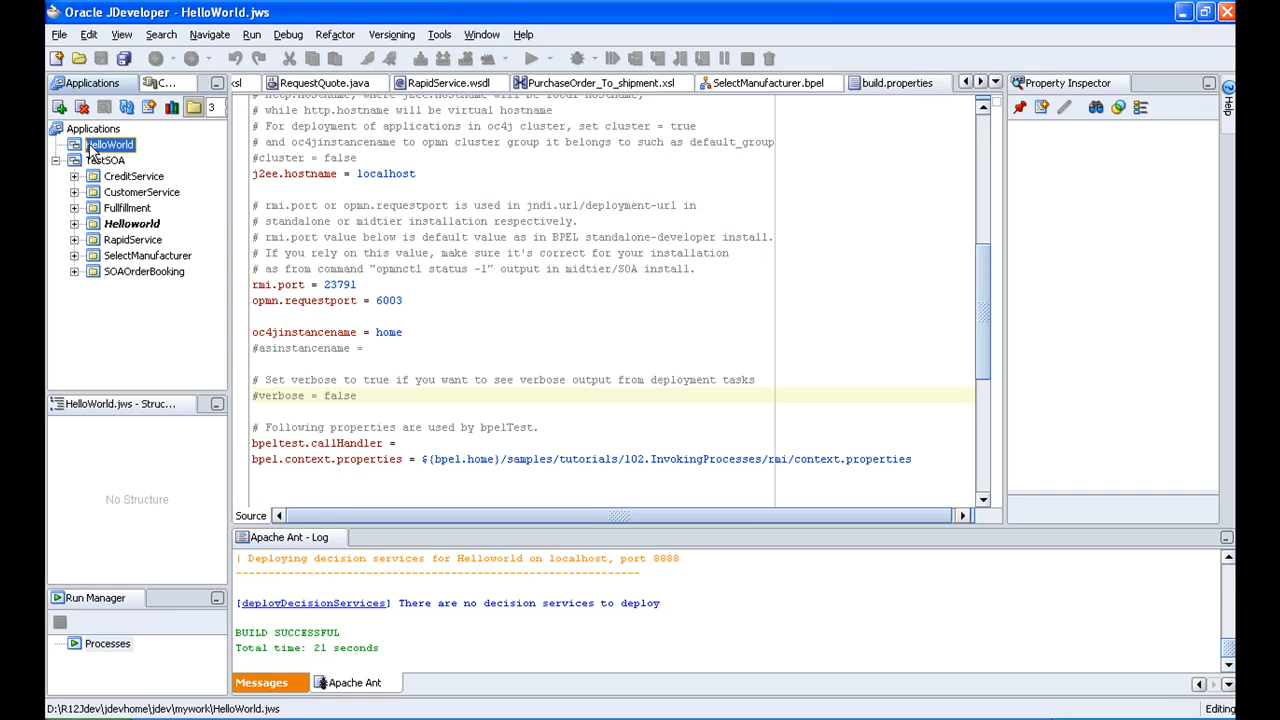 Oracle JDeveloper - HelloWorld.jws
File Edit View Search Navigate Run Debug Refactor Versioning Tools Window Help
Applications C... xsl RequestQuote.java RapidService.wsdl PurchaseOrder_To_shipment.xsl SelectManufacturer.bpel build.properties Property Inspector
3
Help
Applications
HelloWorld
TestSOA
CreditService
CustomerService
Fullfillment
Helloworld
RapidService
SelectManufacturer
SOAOrderBooking
# while http.hostname will be virtual hostname
# For deployment of applications in oc4j cluster, set cluster = true
# and oc4jinstancename to opmn cluster group it belongs to such as default_group
#cluster = false
j2ee.hostname = localhost
# rmi.port or opmn.requestport is used in jndi.url/deployment-url in
# standalone or midtier installation respectively.
# rmi.port value below is default value as in BPEL standalone-developer install.
# If you rely on this value, make sure it's correct for your installation
# as from command "opmnctl status -l" output in midtier/SOA install.
rmi.port = 23791
opmn.requestport = 6003
oc4jinstancename = home
#asinstancename =
# Set verbose to true if you want to see verbose output from deployment tasks
#verbose = false
# Following properties are used by bpelTest.
bpeltest.callHandler =
bpel.context.properties = ${bpel.home}/samples/tutorials/102.InvokingProcesses/rmi/context.properties
Source
HelloWorld.jws - Struc...
No Structure
Run Manager
Processes
Apache Ant - Log
| Deploying decision services for Helloworld on localhost, port 8888
------------------------------------------------------------
[deployDecisionServices] There are no decision services to deploy
BUILD SUCCESSFUL
Total time: 21 seconds
Messages Apache Ant
D:\R12Jdev\jdevhome\jdev\mywork\HelloWorld.jws
Editing